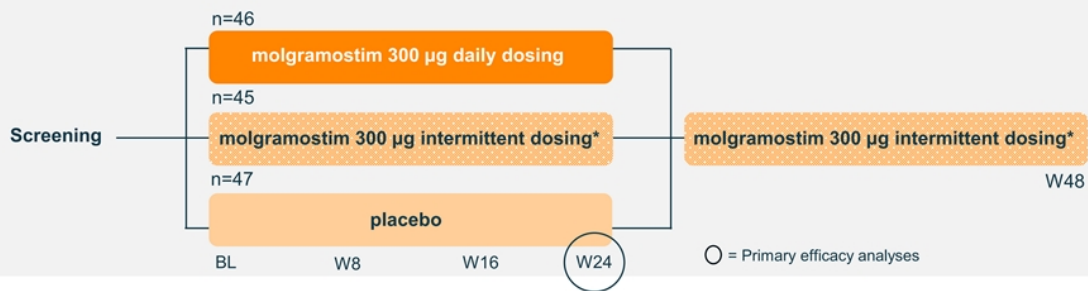 n=46
molgramostim 300 µg daily dosing
n=45
Screening
molgramostim 300 µg intermittent dosing*
molgramostim 300 µg intermittent dosing*
n=47
W48
placebo
BL W8 W16 W24
= Primary efficacy analyses